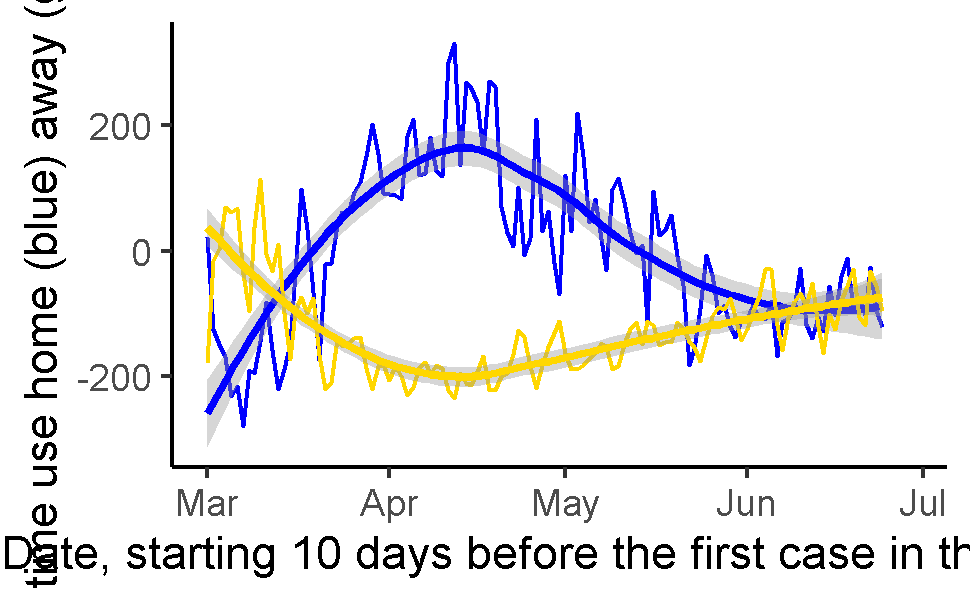 time use home (blue) away (
200
0
-200
Mar Apr May Jun Jul
Date, starting 10 days before the first case in th